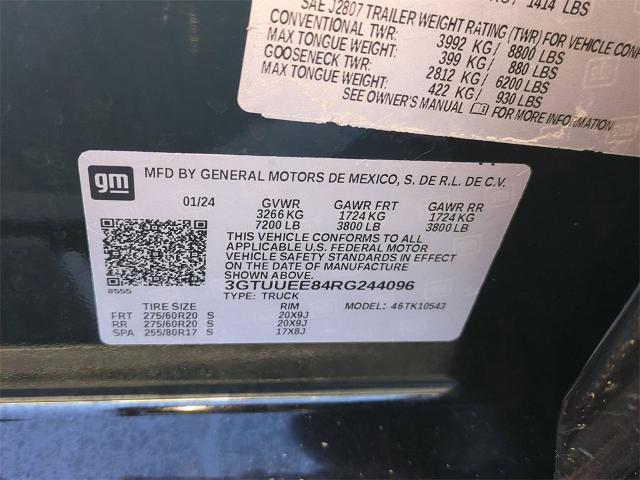 1414 LBS
SAE J2807 TRAILER WEIGHT RATING (TWR) FOR VEHICLE
CONVENTIONAL TWR: 3992 KG/ 8800 LBS
MAX TONGUE WEIGHT: 399 KG/ 880 LBS
GOOSENECK TWR: 2812 KG/ 6200 LBS
MAX TONGUE WEIGHT: 422 KG/ 930 LBS
SEE OWNER'S MANUAL FOR MORE INFORMATION
gm
MFD BY GENERAL MOTORS DE MEXICO, S. DE R.L. DE C.V.
01/24 GVWR GAWR FRT GAWR RR
3266 KG 1724 KG 1724 KG
7200 LB 3800 LB 3800 LB
THIS VEHICLE CONFORMS TO ALL
APPLICABLE U.S. FEDERAL MOTOR
VEHICLE SAFETY STANDARDS IN EFFECT
ON THE DATE OF MANUFACTURE
SHOWN ABOVE.
8555
3GTUUEE84RG244096
TYPE: TRUCK MODEL: 46TK10543
TIRE SIZE RIM
FRT 275/60R20 S 20X9J
RR 275/60R20 S 20X9J
SPA 255/80R17 S 17X8J